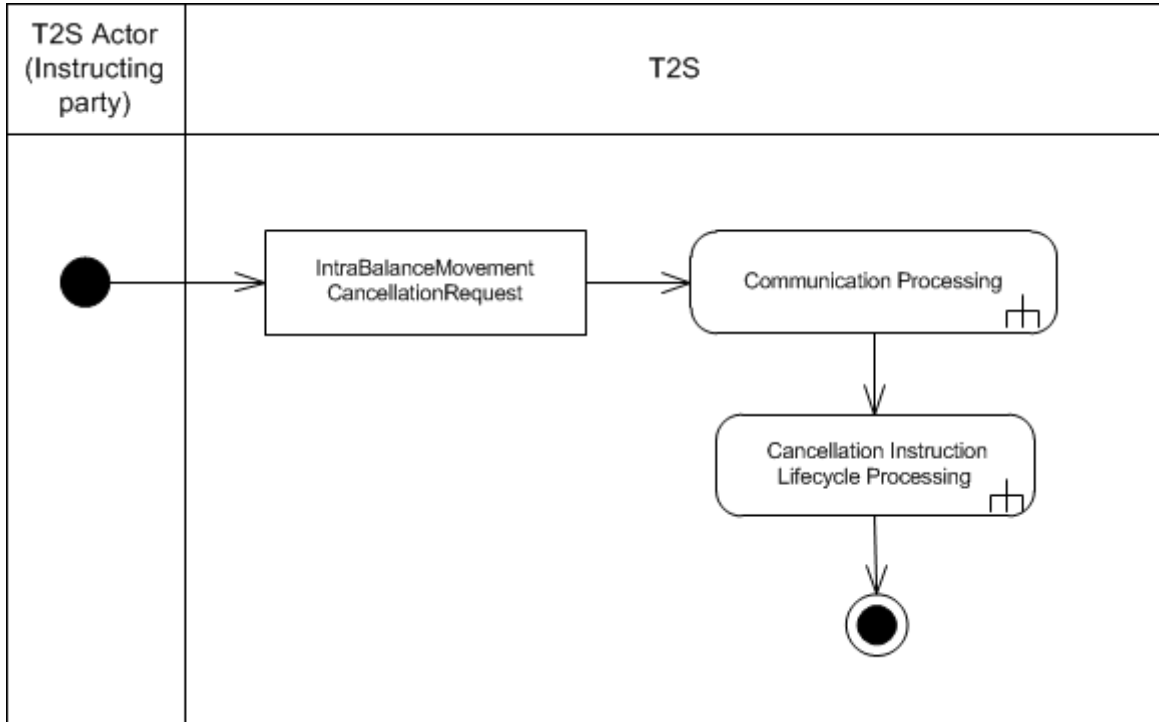 T2S Actor
(Instructing
party)
T2S
IntraBalanceMovement
CancellationRequest
Communication Processing
Cancellation Instruction
Lifecycle Processing